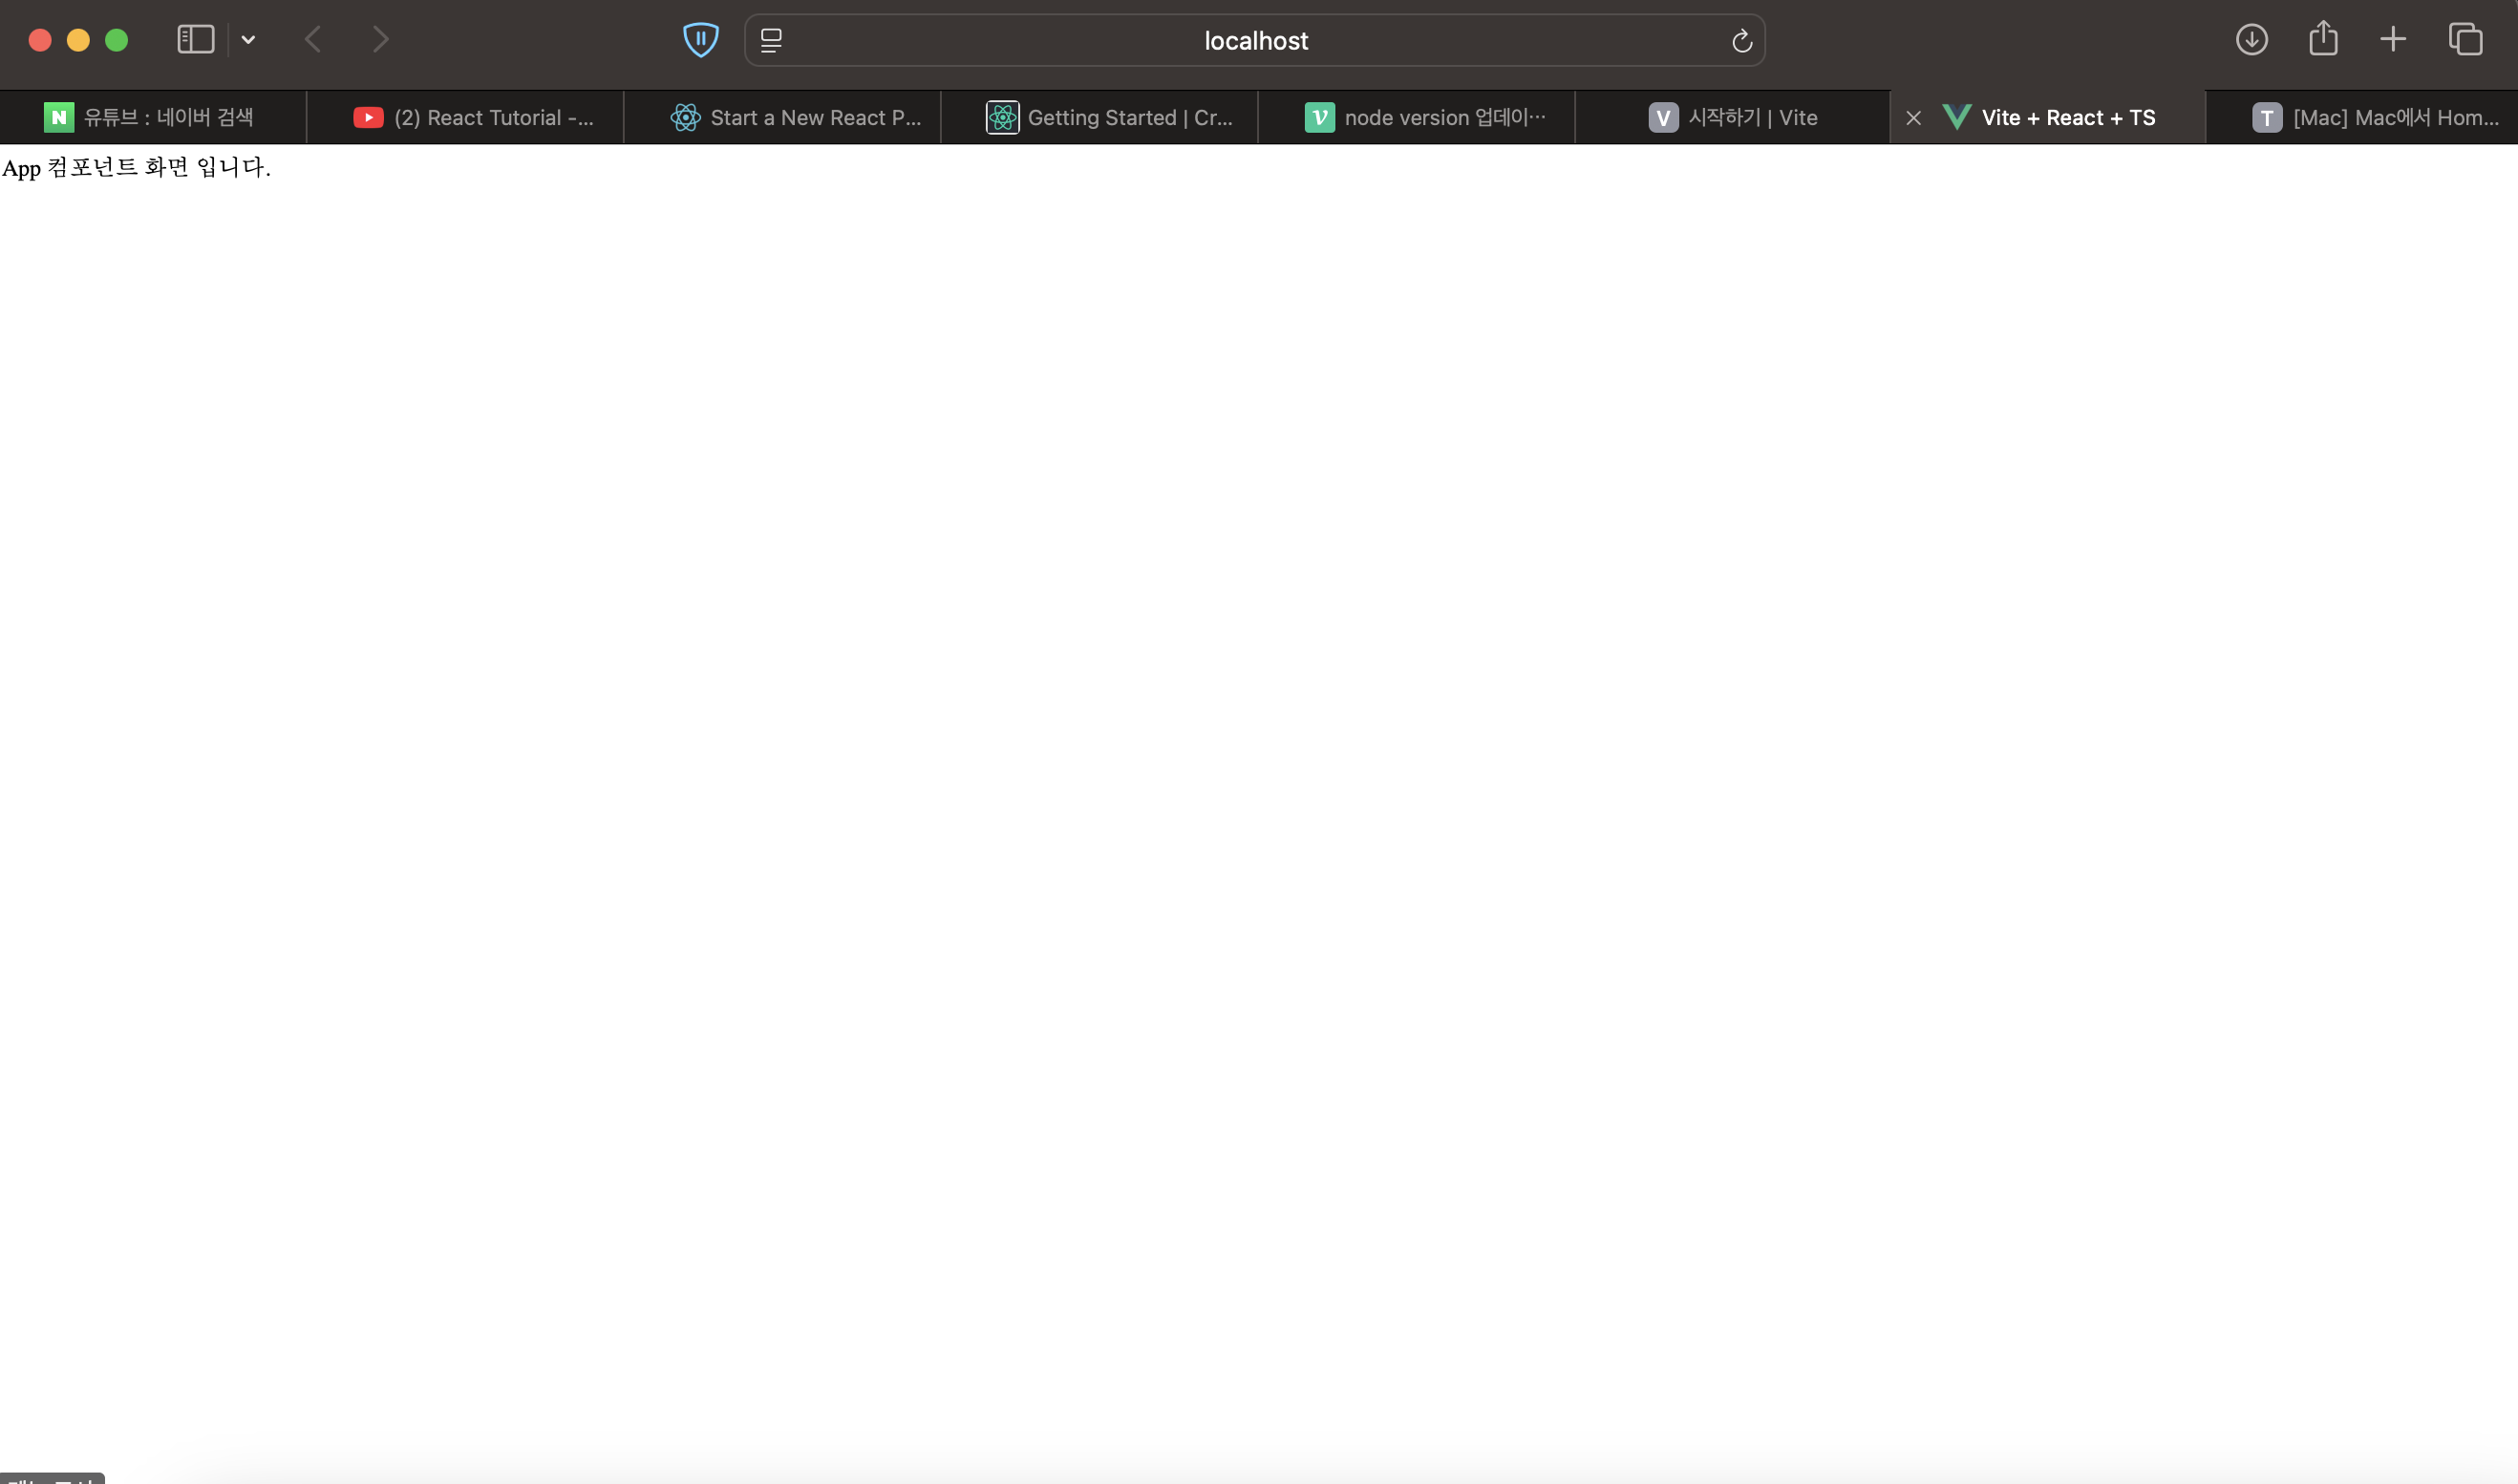 localhost
N 유튜브 : 네이버 검색
(2) React Tutorial -...
Start a New React P...
Getting Started | Cr...
v node version 업데이...
V 시작하기 | Vite
Vite + React + TS
T [Mac] Mac에서 Hom...
App 컴포넌트 화면 입니다.